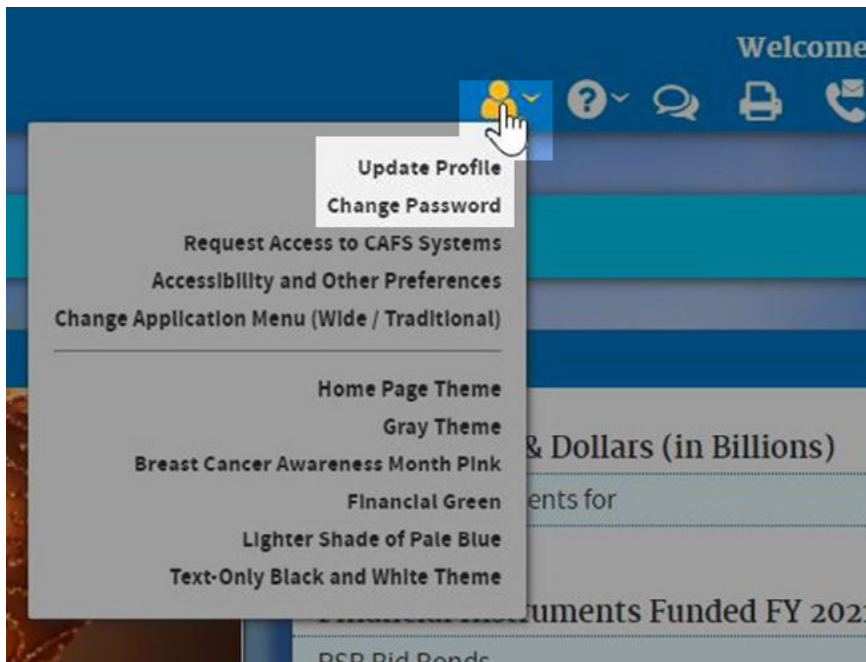 Welcome
Update Profile
Change Password
Request Access to CAFS Systems
Accessibility and Other Preferences
Change Application Menu (Wide / Traditional)
Home Page Theme
Gray Theme
Breast Cancer Awareness Month Pink
Financial Green
Lighter Shade of Pale Blue
Text-Only Black and White Theme
& Dollars (in Billions)
ents for
uments Funded FY 202
Bid Bonds